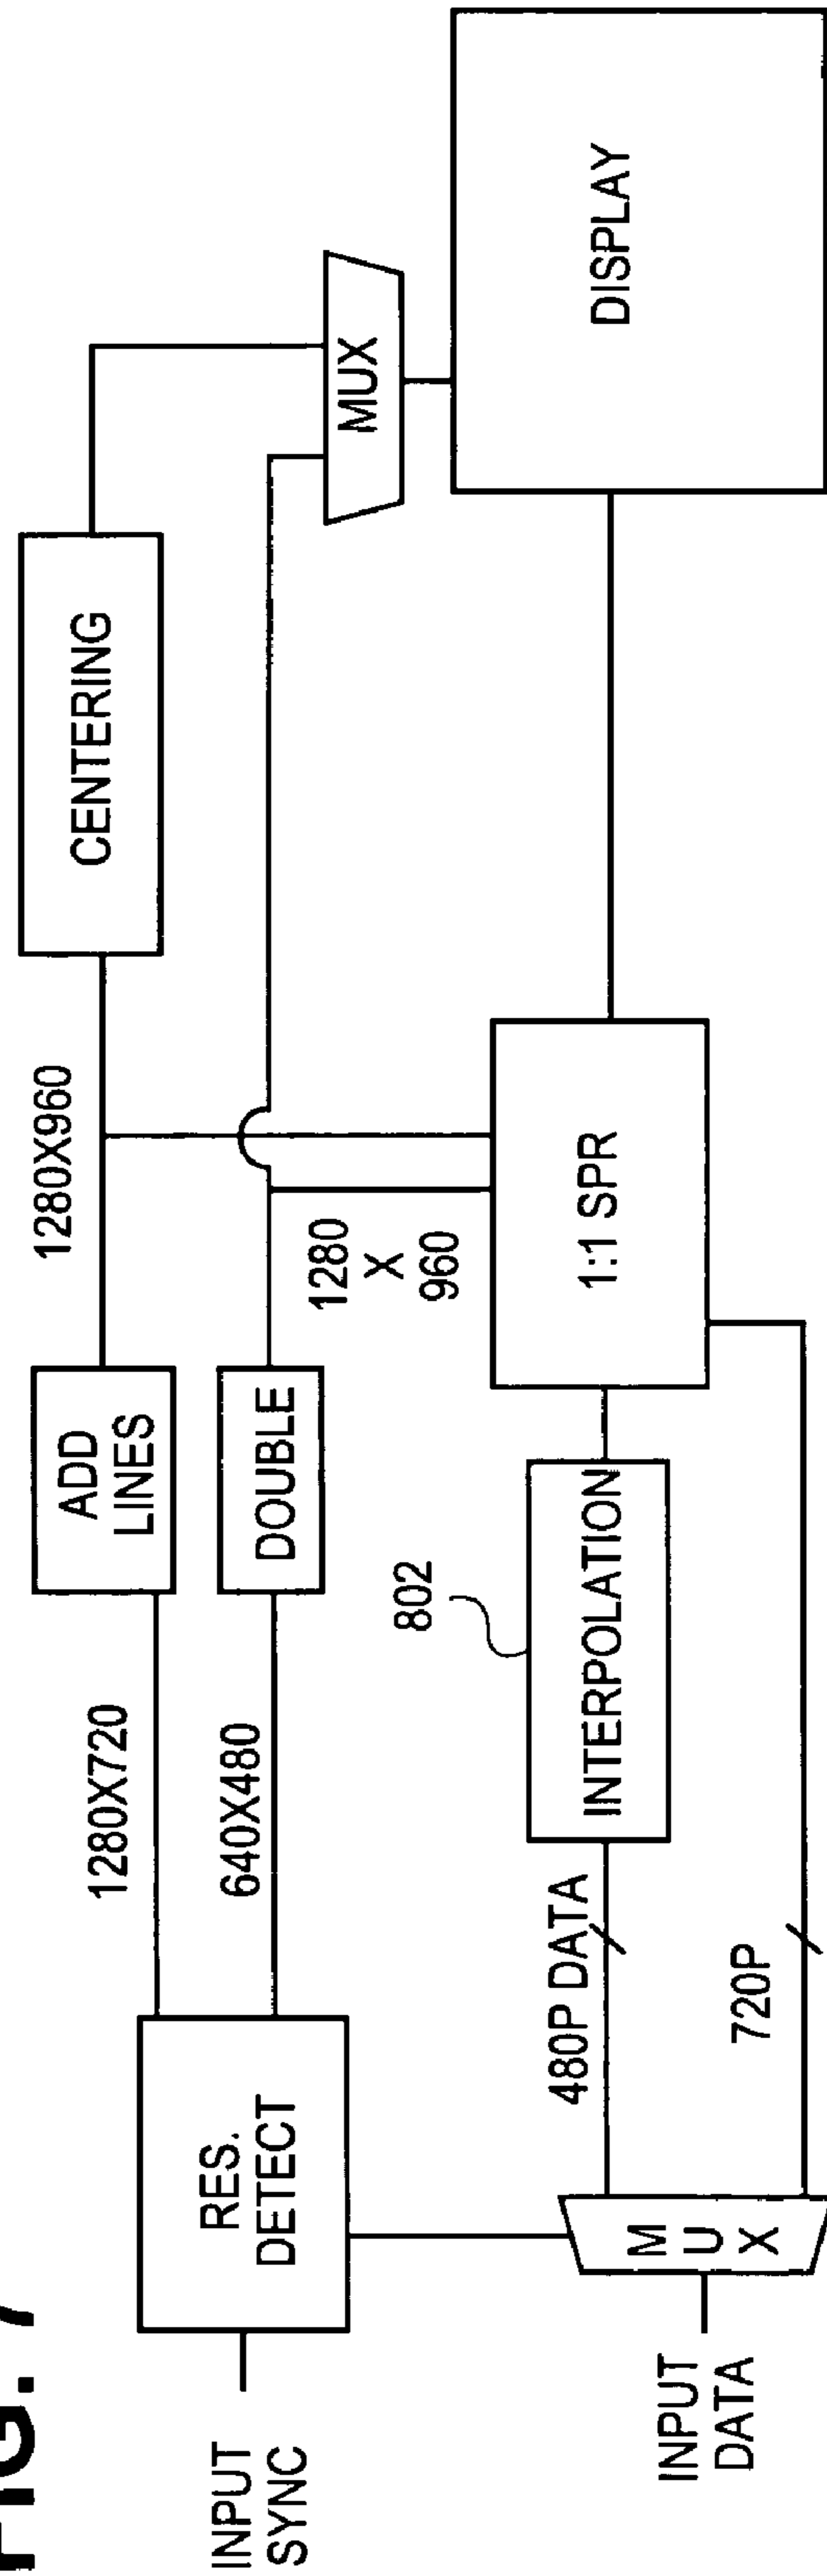 FIG. 7
INPUT
SYNC
RES.
DETECT
1280X720
640X480
ADD
LINES
DOUBLE
1280X960
1280
X
960
CENTERING
MUX
DISPLAY
INPUT
DATA
MUX
480P DATA
720P
802
INTERPOLATION
1:1 SPR